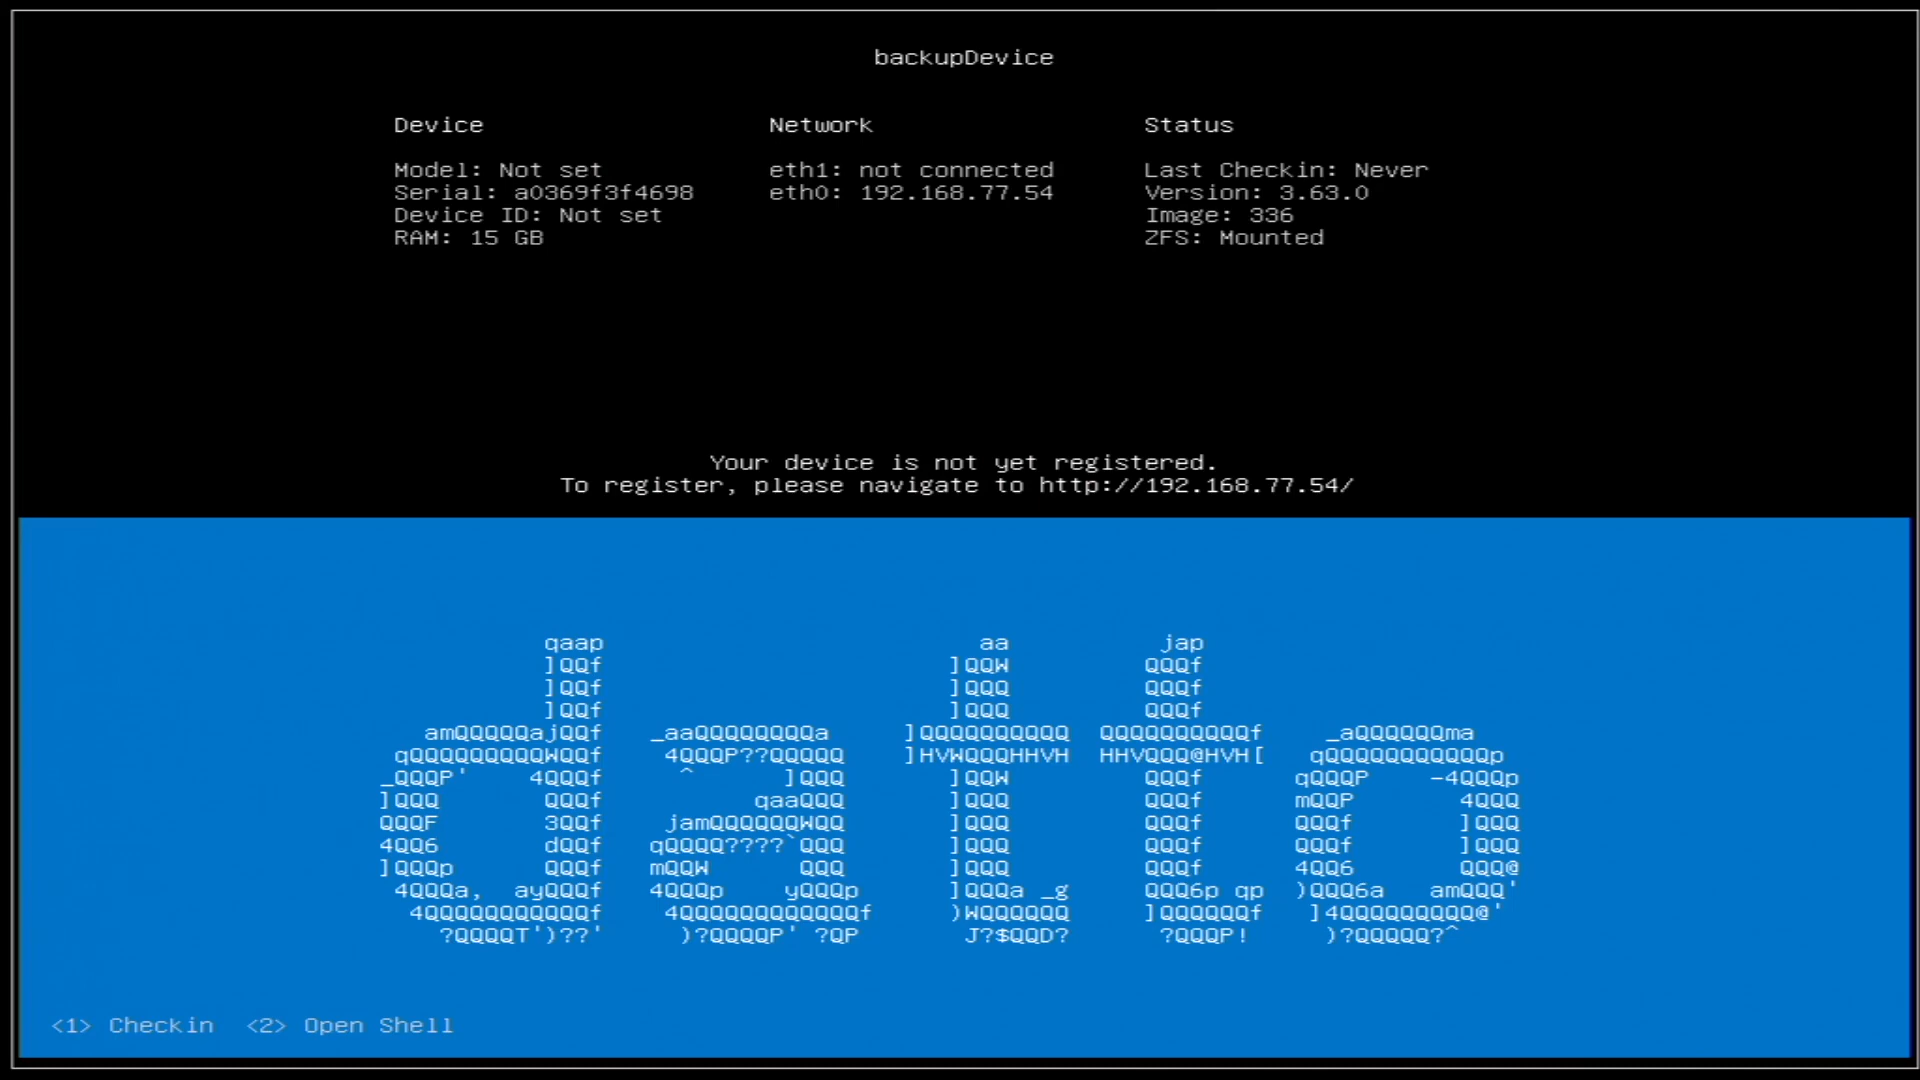 backupDevice
Device
Network
Status
Model: Not set
eth1: not connected
Last Checkin: Never
Serial: a0369f3f4698
eth0: 192.168.77.54
Version: 3.63.0
Device ID: Not set
Image: 336
RAM: 15 GB
ZFS: Mounted
Your device is not yet registered.
To register, please navigate to http://192.168.77.54/
datto
<1> Checkin <2> Open Shell